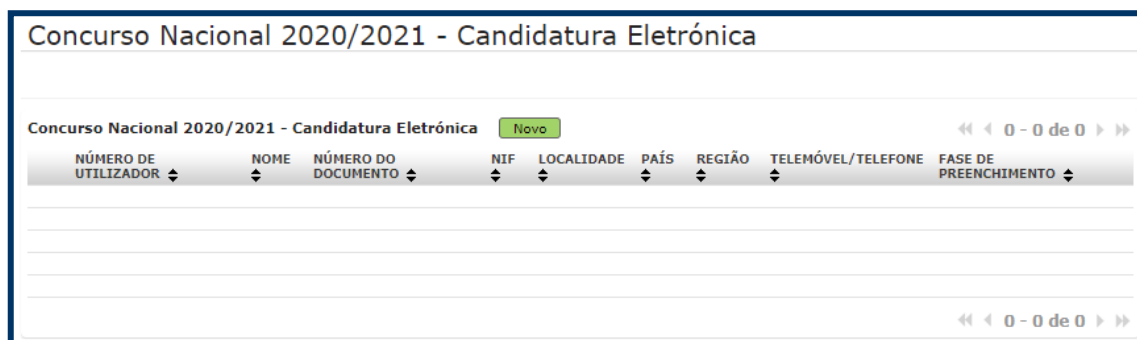 Concurso Nacional 2020/2021 - Candidatura Eletrónica
Concurso Nacional 2020/2021 - Candidatura Eletrónica Novo 0 - 0 de 0
NÚMERO DE UTILIZADOR NOME NÚMERO DO DOCUMENTO NIF LOCALIDADE PAÍS REGIÃO TELEMÓVEL/TELEFONE FASE DE PREENCHIMENTO
0 - 0 de 0